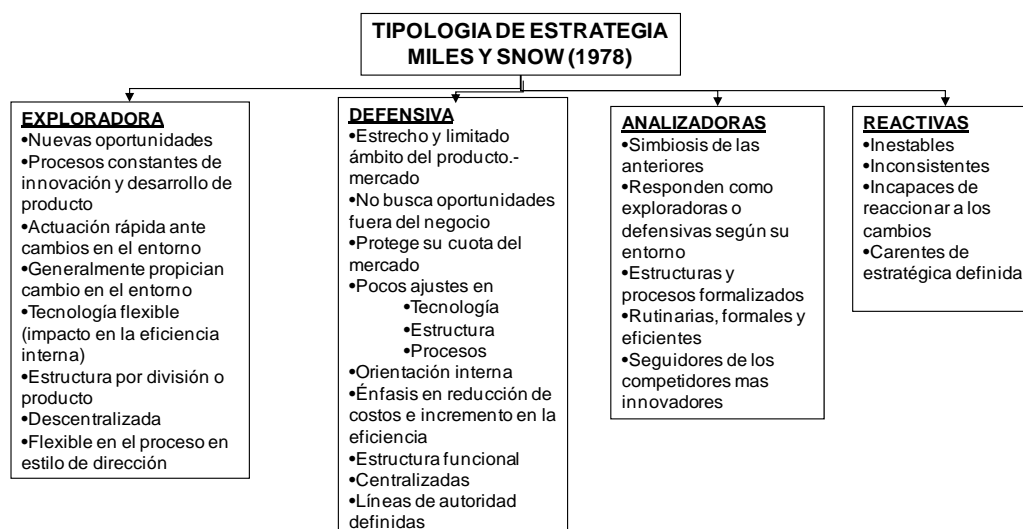 TIPOLOGIA DE ESTRATEGIA
MILES Y SNOW (1978)
EXPLORADORA
•Nuevas oportunidades
•Procesos constantes de
innovación y desarrollo de
producto
•Actuación rápida ante
cambios en el entorno
•Generalmente propician
cambio en el entorno
•Tecnología flexible
(impacto en la eficiencia
interna)
•Estructura por división o
producto
•Descentralizada
•Flexible en el proceso en
estilo de dirección
DEFENSIVA
•Estrecho y limitado
ámbito del producto.-
mercado
•No busca oportunidades
fuera del negocio
•Protege su cuota del
mercado
•Pocos ajustes en
•Tecnología
•Estructura
•Procesos
•Orientación interna
•Énfasis en reducción de
costos e incremento en la
eficiencia
•Estructura funcional
•Centralizadas
•Líneas de autoridad
definidas
ANALIZADORAS
•Simbiosis de las
anteriores
•Responden como
exploradoras o
defensivas según su
entorno
•Estructuras y
procesos formalizados
•Rutinarias, formales y
eficientes
•Seguidores de los
competidores mas
innovadores
REACTIVAS
•Inestables
•Inconsistentes
•Incapaces de
reaccionar a los
cambios
•Carentes de
estratégica definida